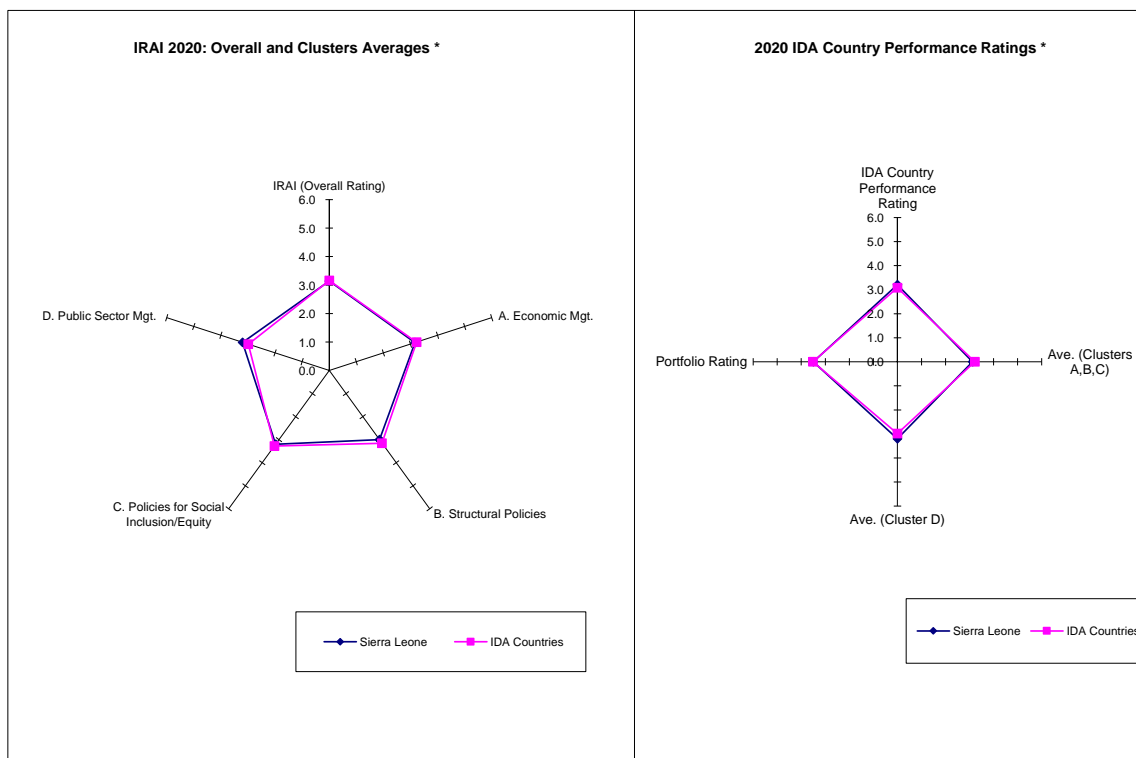 IRAI 2020: Overall and Clusters Averages *
IRAI (Overall Rating)
6.0
5.0
4.0
3.0
2.0
1.0
0.0
D. Public Sector Mgt.
A. Economic Mgt.
C. Policies for Social
Inclusion/Equity
B. Structural Policies
Sierra Leone
IDA Countries
2020 IDA Country Performance Ratings *
IDA Country
Performance
Rating
6.0
5.0
4.0
3.0
2.0
1.0
0.0
Portfolio Rating
Ave. (Clusters
A,B,C)
Ave. (Cluster D)
Sierra Leone
IDA Countries